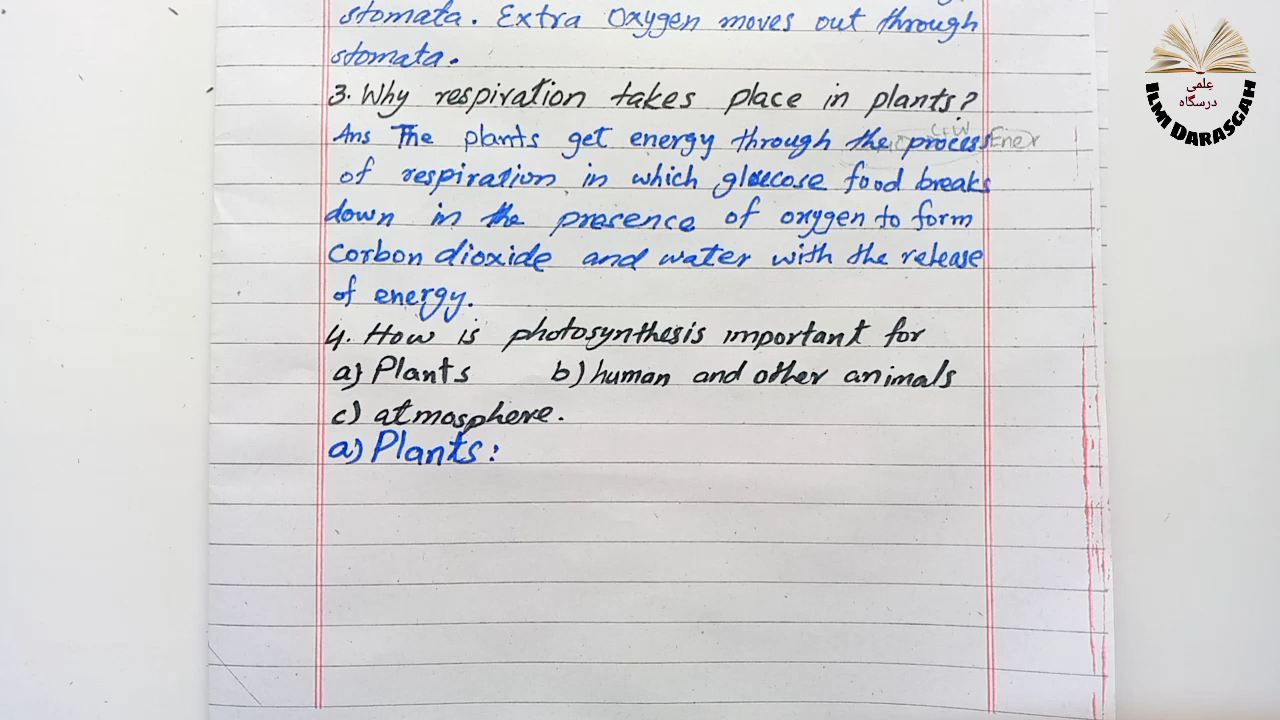 stomata. Extra Oxygen moves out through
stomata.
3. Why respiration takes place in plants?
Ans The plants get energy through the process
of respiration in which glucose food breaks
down in the presence of oxygen to form
Corbon dioxide and water with the release
of energy.
4. How is photosynthesis important for
a) Plants b) human and other animals
c) atmosphere.
a) Plants:
علمی
درسگاہ
ILMI DARASGAH